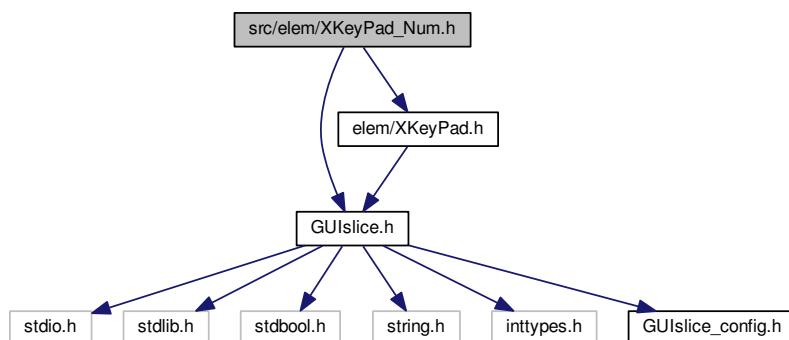 src/elem/XKeyPad_Num.h
elem/XKeyPad.h
GUIslice.h
stdio.h
stdlib.h
stdbool.h
string.h
inttypes.h
GUIslice_config.h